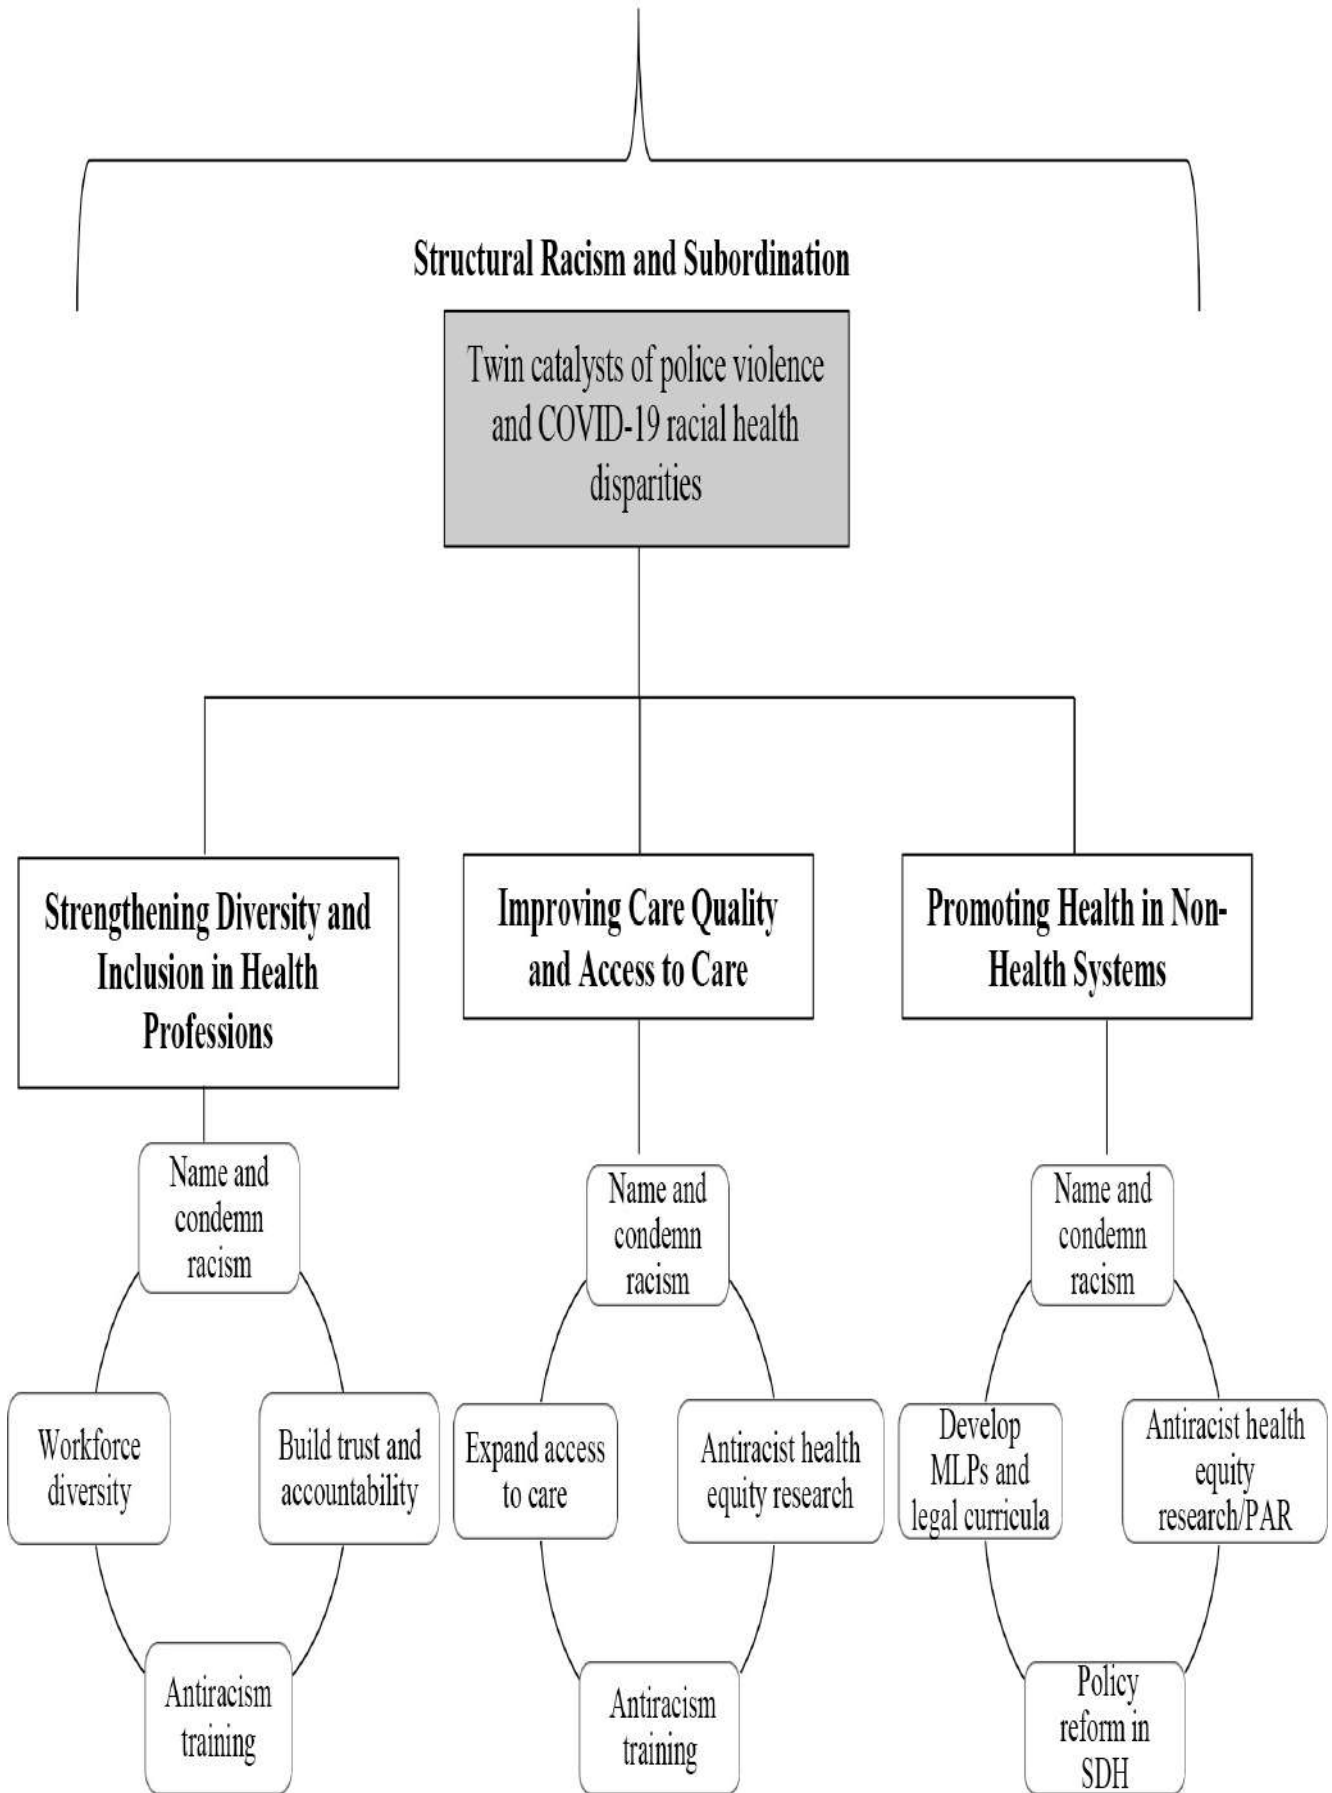 Structural Racism and Subordination
Twin catalysts of police violence
and COVID-19 racial health
disparities
Strengthening Diversity and
Inclusion in Health
Professions
Improving Care Quality
and Access to Care
Promoting Health in Non-
Health Systems
Name and
condemn
racism
Workforce
diversity
Build trust and
accountability
Antiracism
training
Name and
condemn
racism
Expand access
to care
Antiracist health
equity research
Antiracism
training
Name and
condemn
racism
Develop
MLPs and
legal curricula
Antiracist health
equity
research/PAR
Policy
reform in
SDH